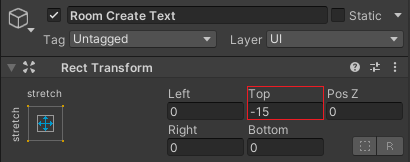 Room Create Text Static
Tag Untagged Layer UI
Rect Transform
stretch Left Top Pos Z
stretch 0 -15 0
Right Bottom
0 0 R